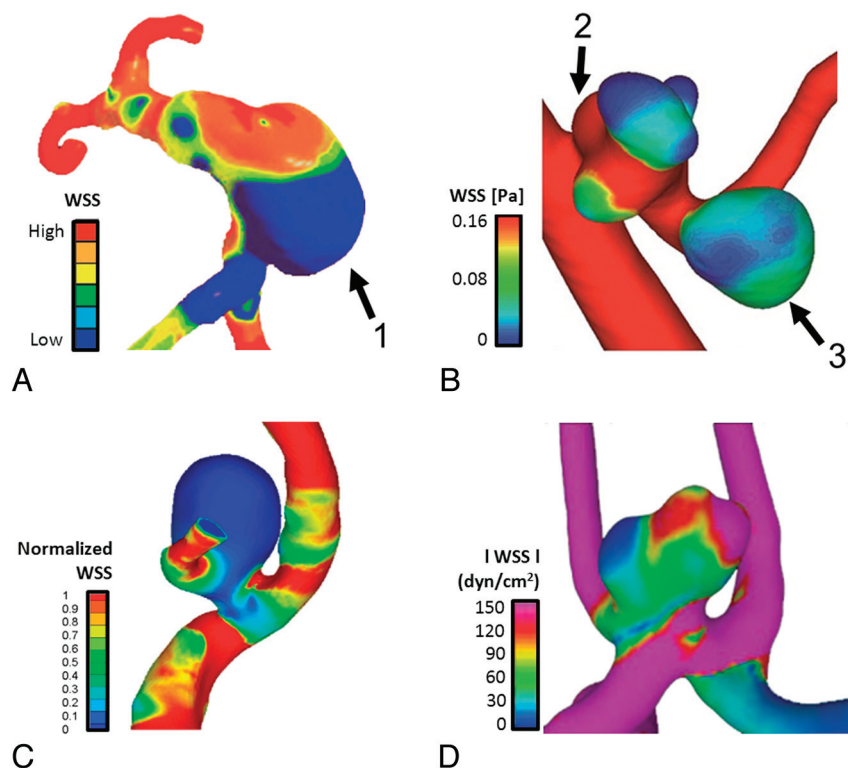 WSS
High
Low
1
A
2
WSS [Pa]
0.16
0.08
0
3
B
Normalized
WSS
1
0.9
0.8
0.7
0.6
0.5
0.4
0.3
0.2
0.1
0
C
I WSS I
(dyn/cm²)
150
120
90
60
30
0
D